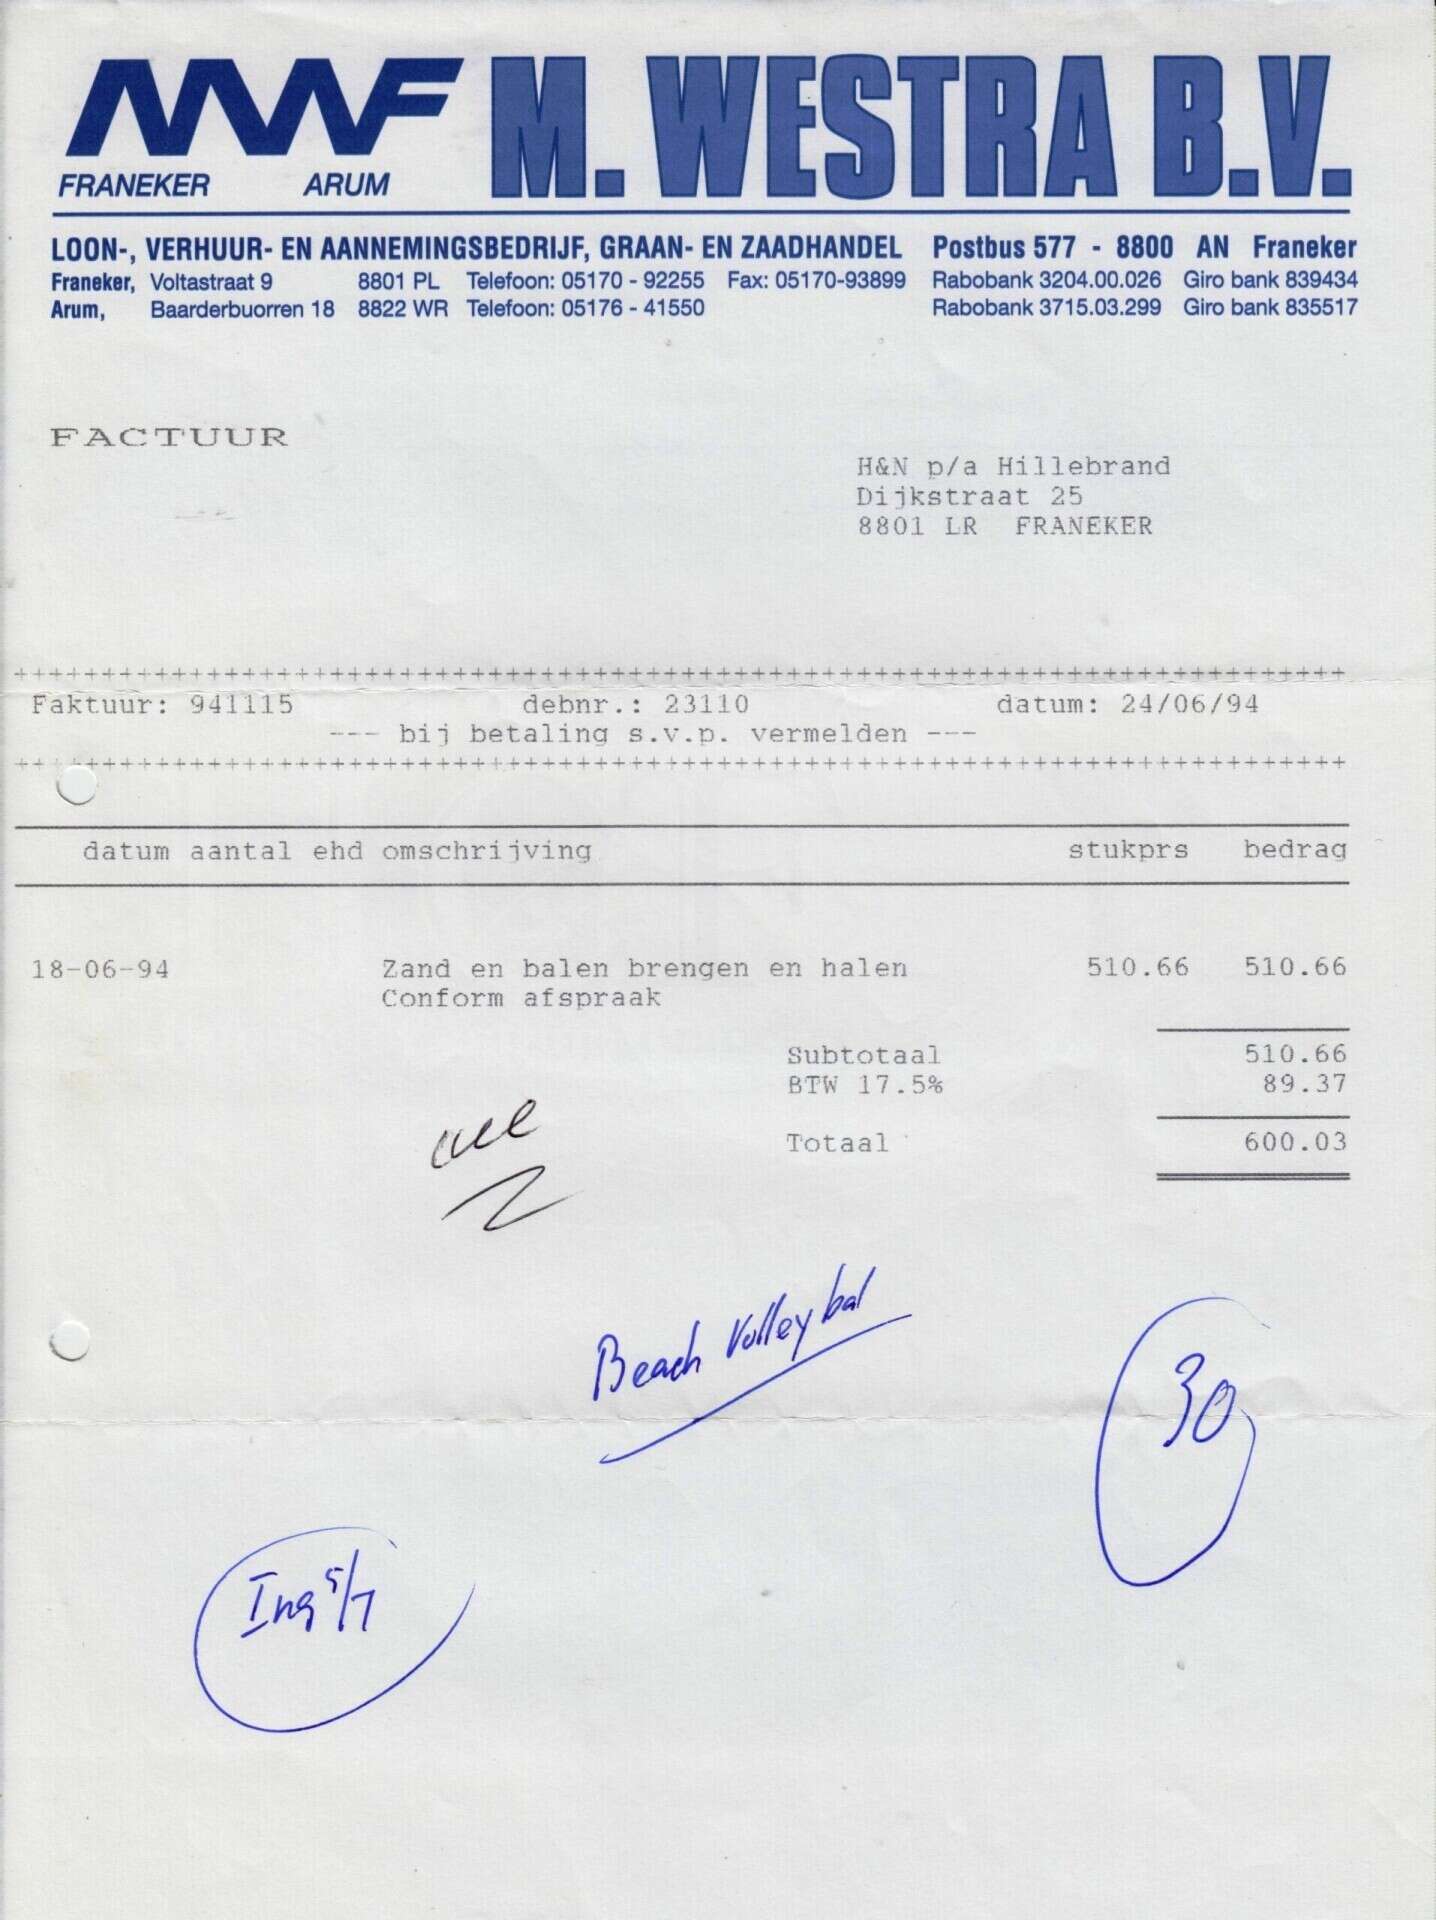 MWF M. WESTRA B.V.
FRANEKER ARUM
LOON-, VERHUUR- EN AANNEMINGSBEDRIJF, GRAAN- EN ZAADHANDEL Postbus 577 - 8800 AN Franeker
Franeker, Voltastraat 9 8801 PL Telefoon: 05170 - 92255 Fax: 05170-93899 Rabobank 3204.00.026 Giro bank 839434
Arum, Baarderbuorren 18 8822 WR Telefoon: 05176 - 41550 Rabobank 3715.03.299 Giro bank 835517
FACTUUR
H&N p/a Hillebrand
Dijkstraat 25
8801 LR FRANEKER
++++++++++++++++++++++++++++++++++++++++++++++++++++++++++++++++++++++++++++
Faktuur: 941115 debnr.: 23110 datum: 24/06/94
--- bij betaling s.v.p. vermelden ---
++++++++++++++++++++++++++++++++++++++++++++++++++++++++++++++++++++++++++++
datum aantal ehd omschrijving stukprs bedrag
18-06-94 Zand en balen brengen en halen 510.66 510.66
Conform afspraak
Subtotaal 510.66
BTW 17.5% 89.37
Totaal 600.03
Beach Volleybal
30
Ing 5/7